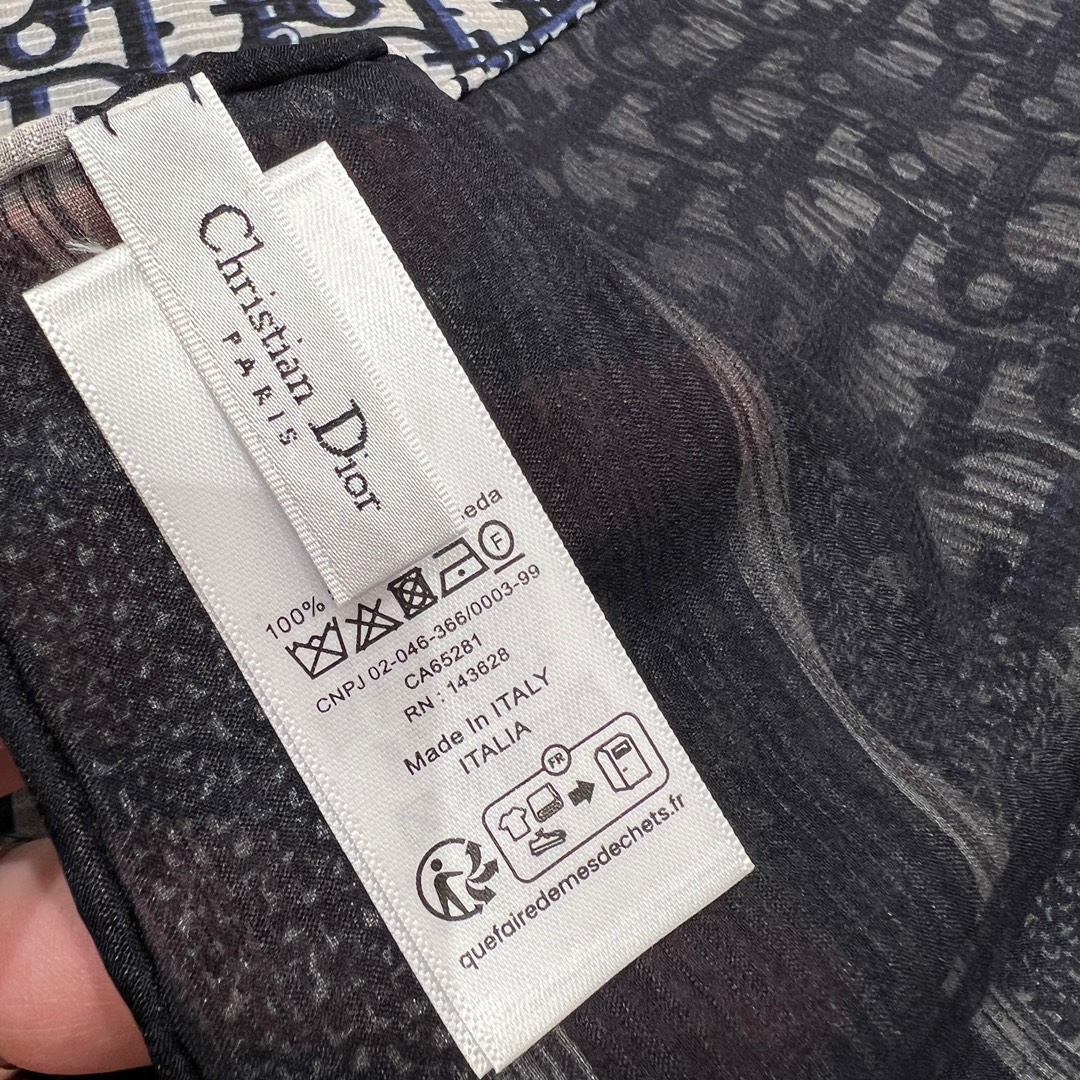 Christian Dior
PARIS
100%
eda
F
CNPJ 02-046-366/0003-99
CA65281
RN : 143628
Made In ITALY
ITALIA
FR
quefairedemesdechets.fr